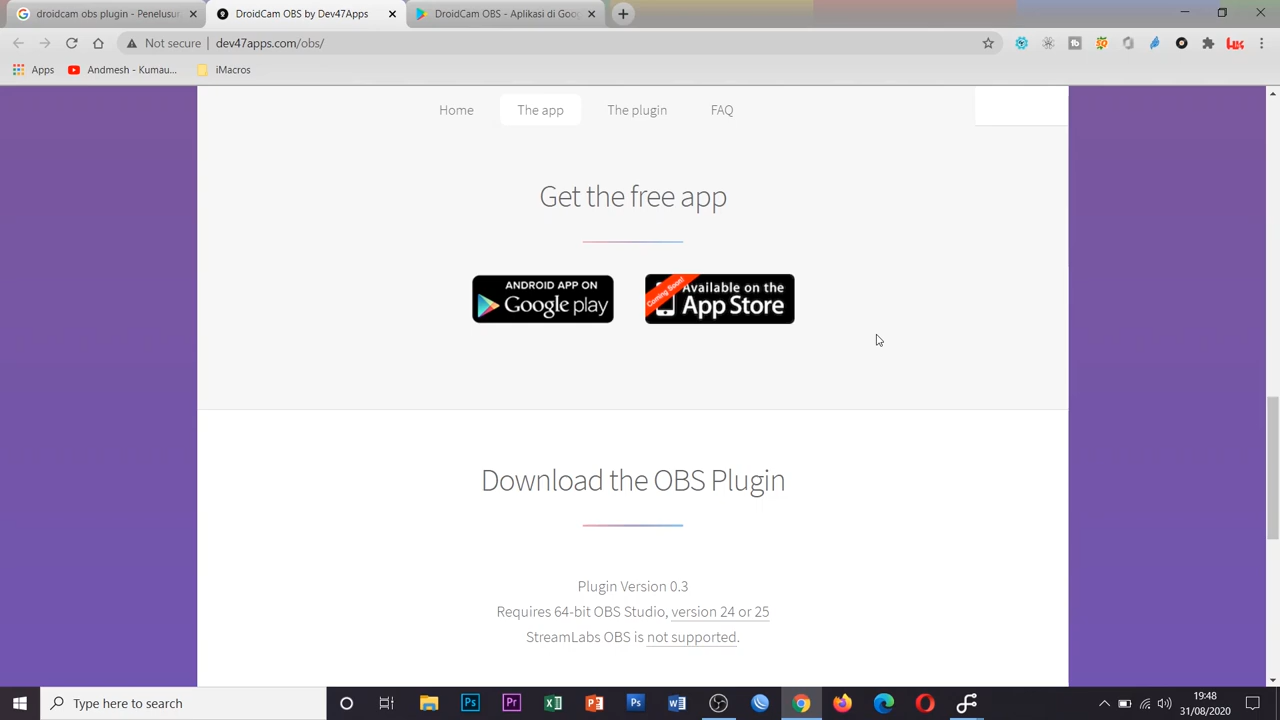 droidcam obs plugin - Penelusur
DroidCam OBS by Dev47Apps
DroidCam OBS - Aplikasi di Goo
Not secure
dev47apps.com/obs/
Apps
Andmesh - Kumau...
iMacros
Home
The app
The plugin
FAQ
Get the free app
ANDROID APP ON
Google play
Coming Soon!
Available on the
App Store
Download the OBS Plugin
Plugin Version 0.3
Requires 64-bit OBS Studio, version 24 or 25
StreamLabs OBS is not supported.
Type here to search
19:48
31/08/2020